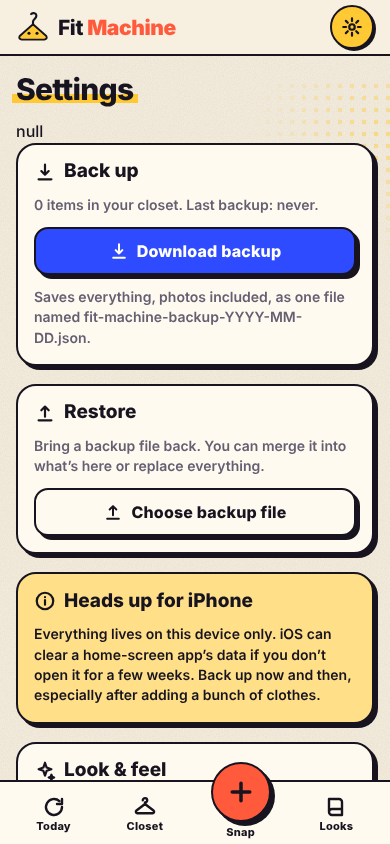 Fit Machine
Settings
null
Back up
0 items in your closet. Last backup: never.
Download backup
Saves everything, photos included, as one file
named fit-machine-backup-YYYY-MM-
DD.json.
Restore
Bring a backup file back. You can merge it into
what’s here or replace everything.
Choose backup file
Heads up for iPhone
Everything lives on this device only. iOS can
clear a home-screen app’s data if you don’t
open it for a few weeks. Back up now and then,
especially after adding a bunch of clothes.
Look & feel
Today
Closet
Snap
Looks